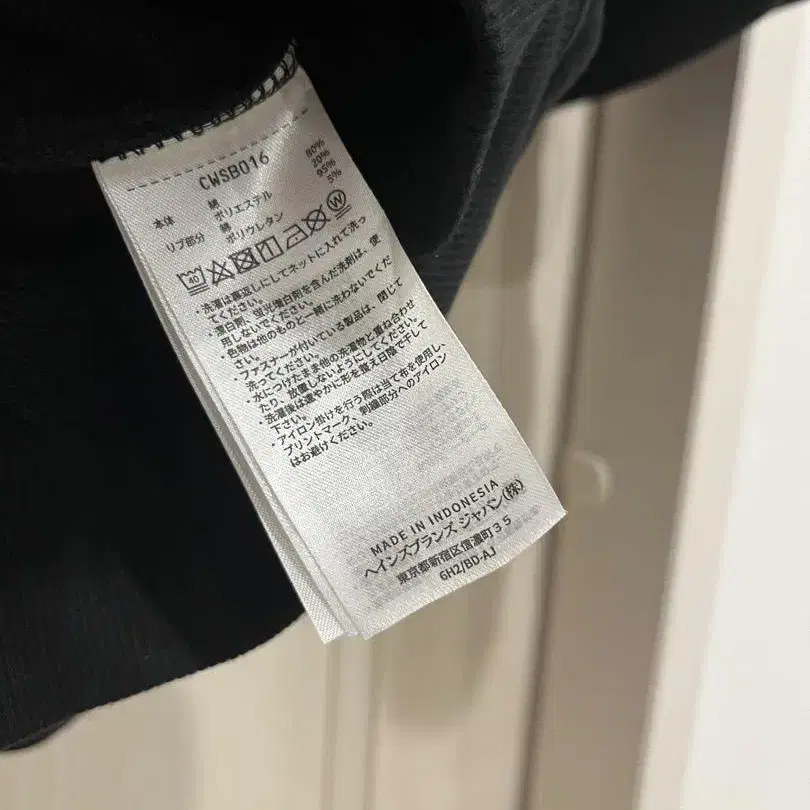 CWSB016
本体 綿 80%
ポリエステル 20%
リブ部分 綿 95%
ポリウレタン 5%
40 W
・洗濯は裏返しにしてネットに入れて洗っ
てください。
・漂白剤、蛍光増白剤を含んだ洗剤は、使
用しないでください。
・色物は他のものと一緒に洗わないでくだ
さい。
・ファスナーが付いている製品は、閉じて
洗ってください。
・水につけたまま他の洗濯物と重ね合わせ
たり、放置しないようにしてください。
・洗濯後は速やかに形を整え日陰で干して
下さい。
・アイロン掛けを行う際は当て布を使用し、
プリントマーク、刺繍部分へのアイロン
はお避けください。
MADE IN INDONESIA
ヘインズブランズ ジャパン(株)
東京都新宿区信濃町35
6H2/BD-AJ